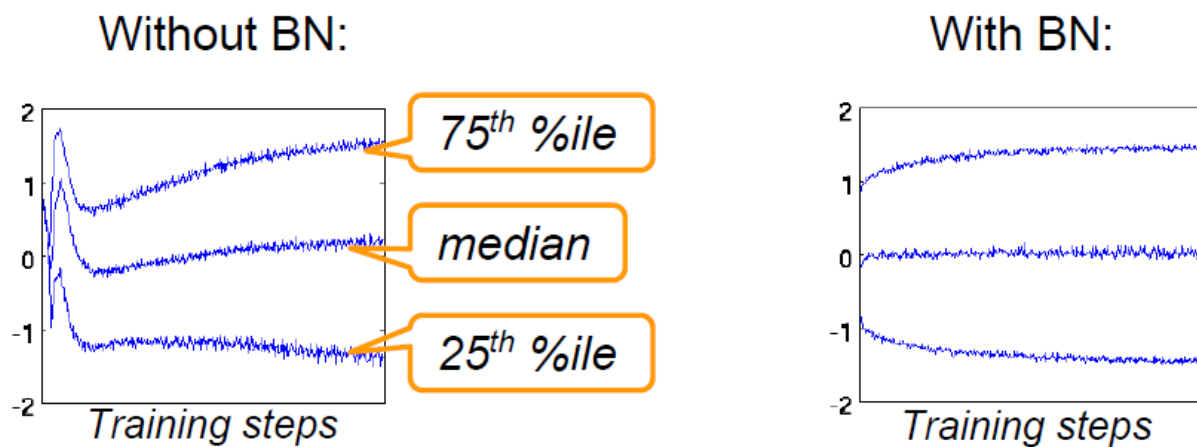 Without BN:
With BN:
2
1
0
-1
-2
75th %ile
median
25th %ile
Training steps
2
1
0
-1
-2
Training steps